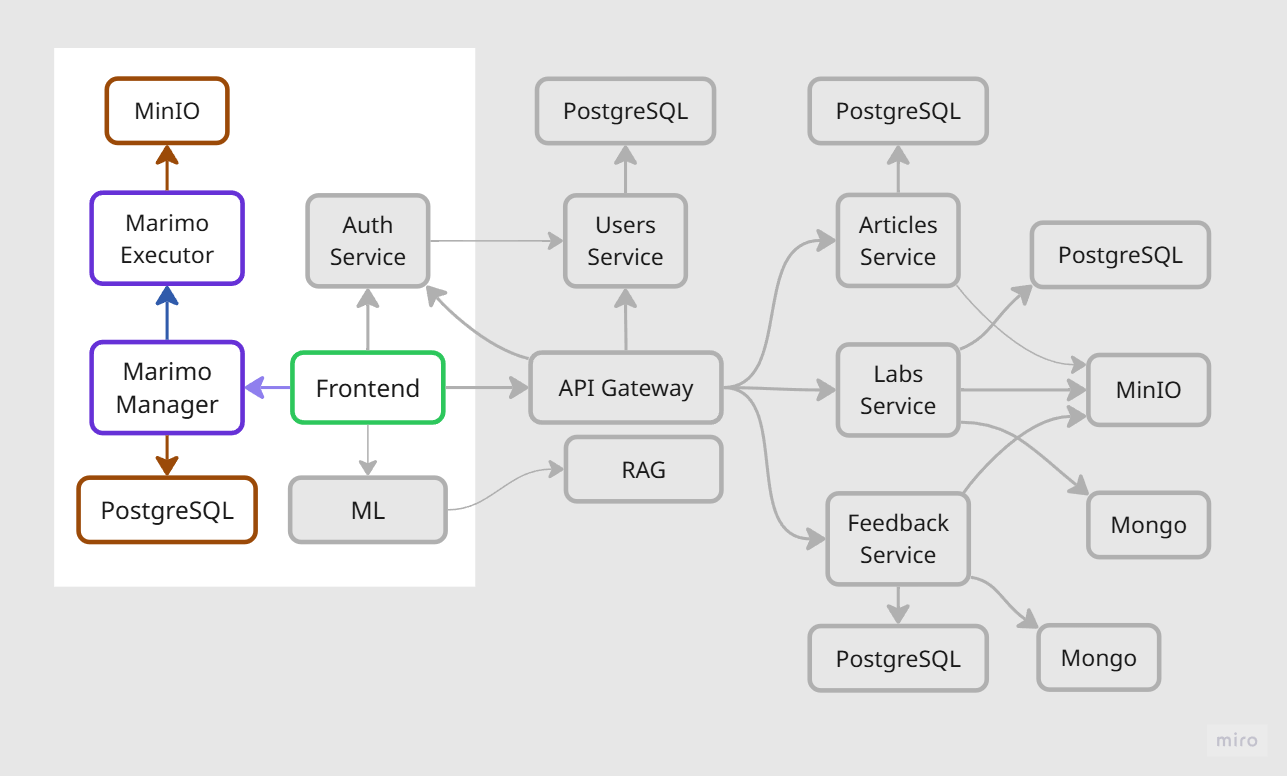 MinIO
PostgreSQL
PostgreSQL
Marimo
Executor
Auth
Service
Users
Service
Articles
Service
PostgreSQL
Marimo
Manager
Frontend
API Gateway
Labs
Service
MinIO
PostgreSQL
ML
RAG
Feedback
Service
Mongo
PostgreSQL
Mongo
miro